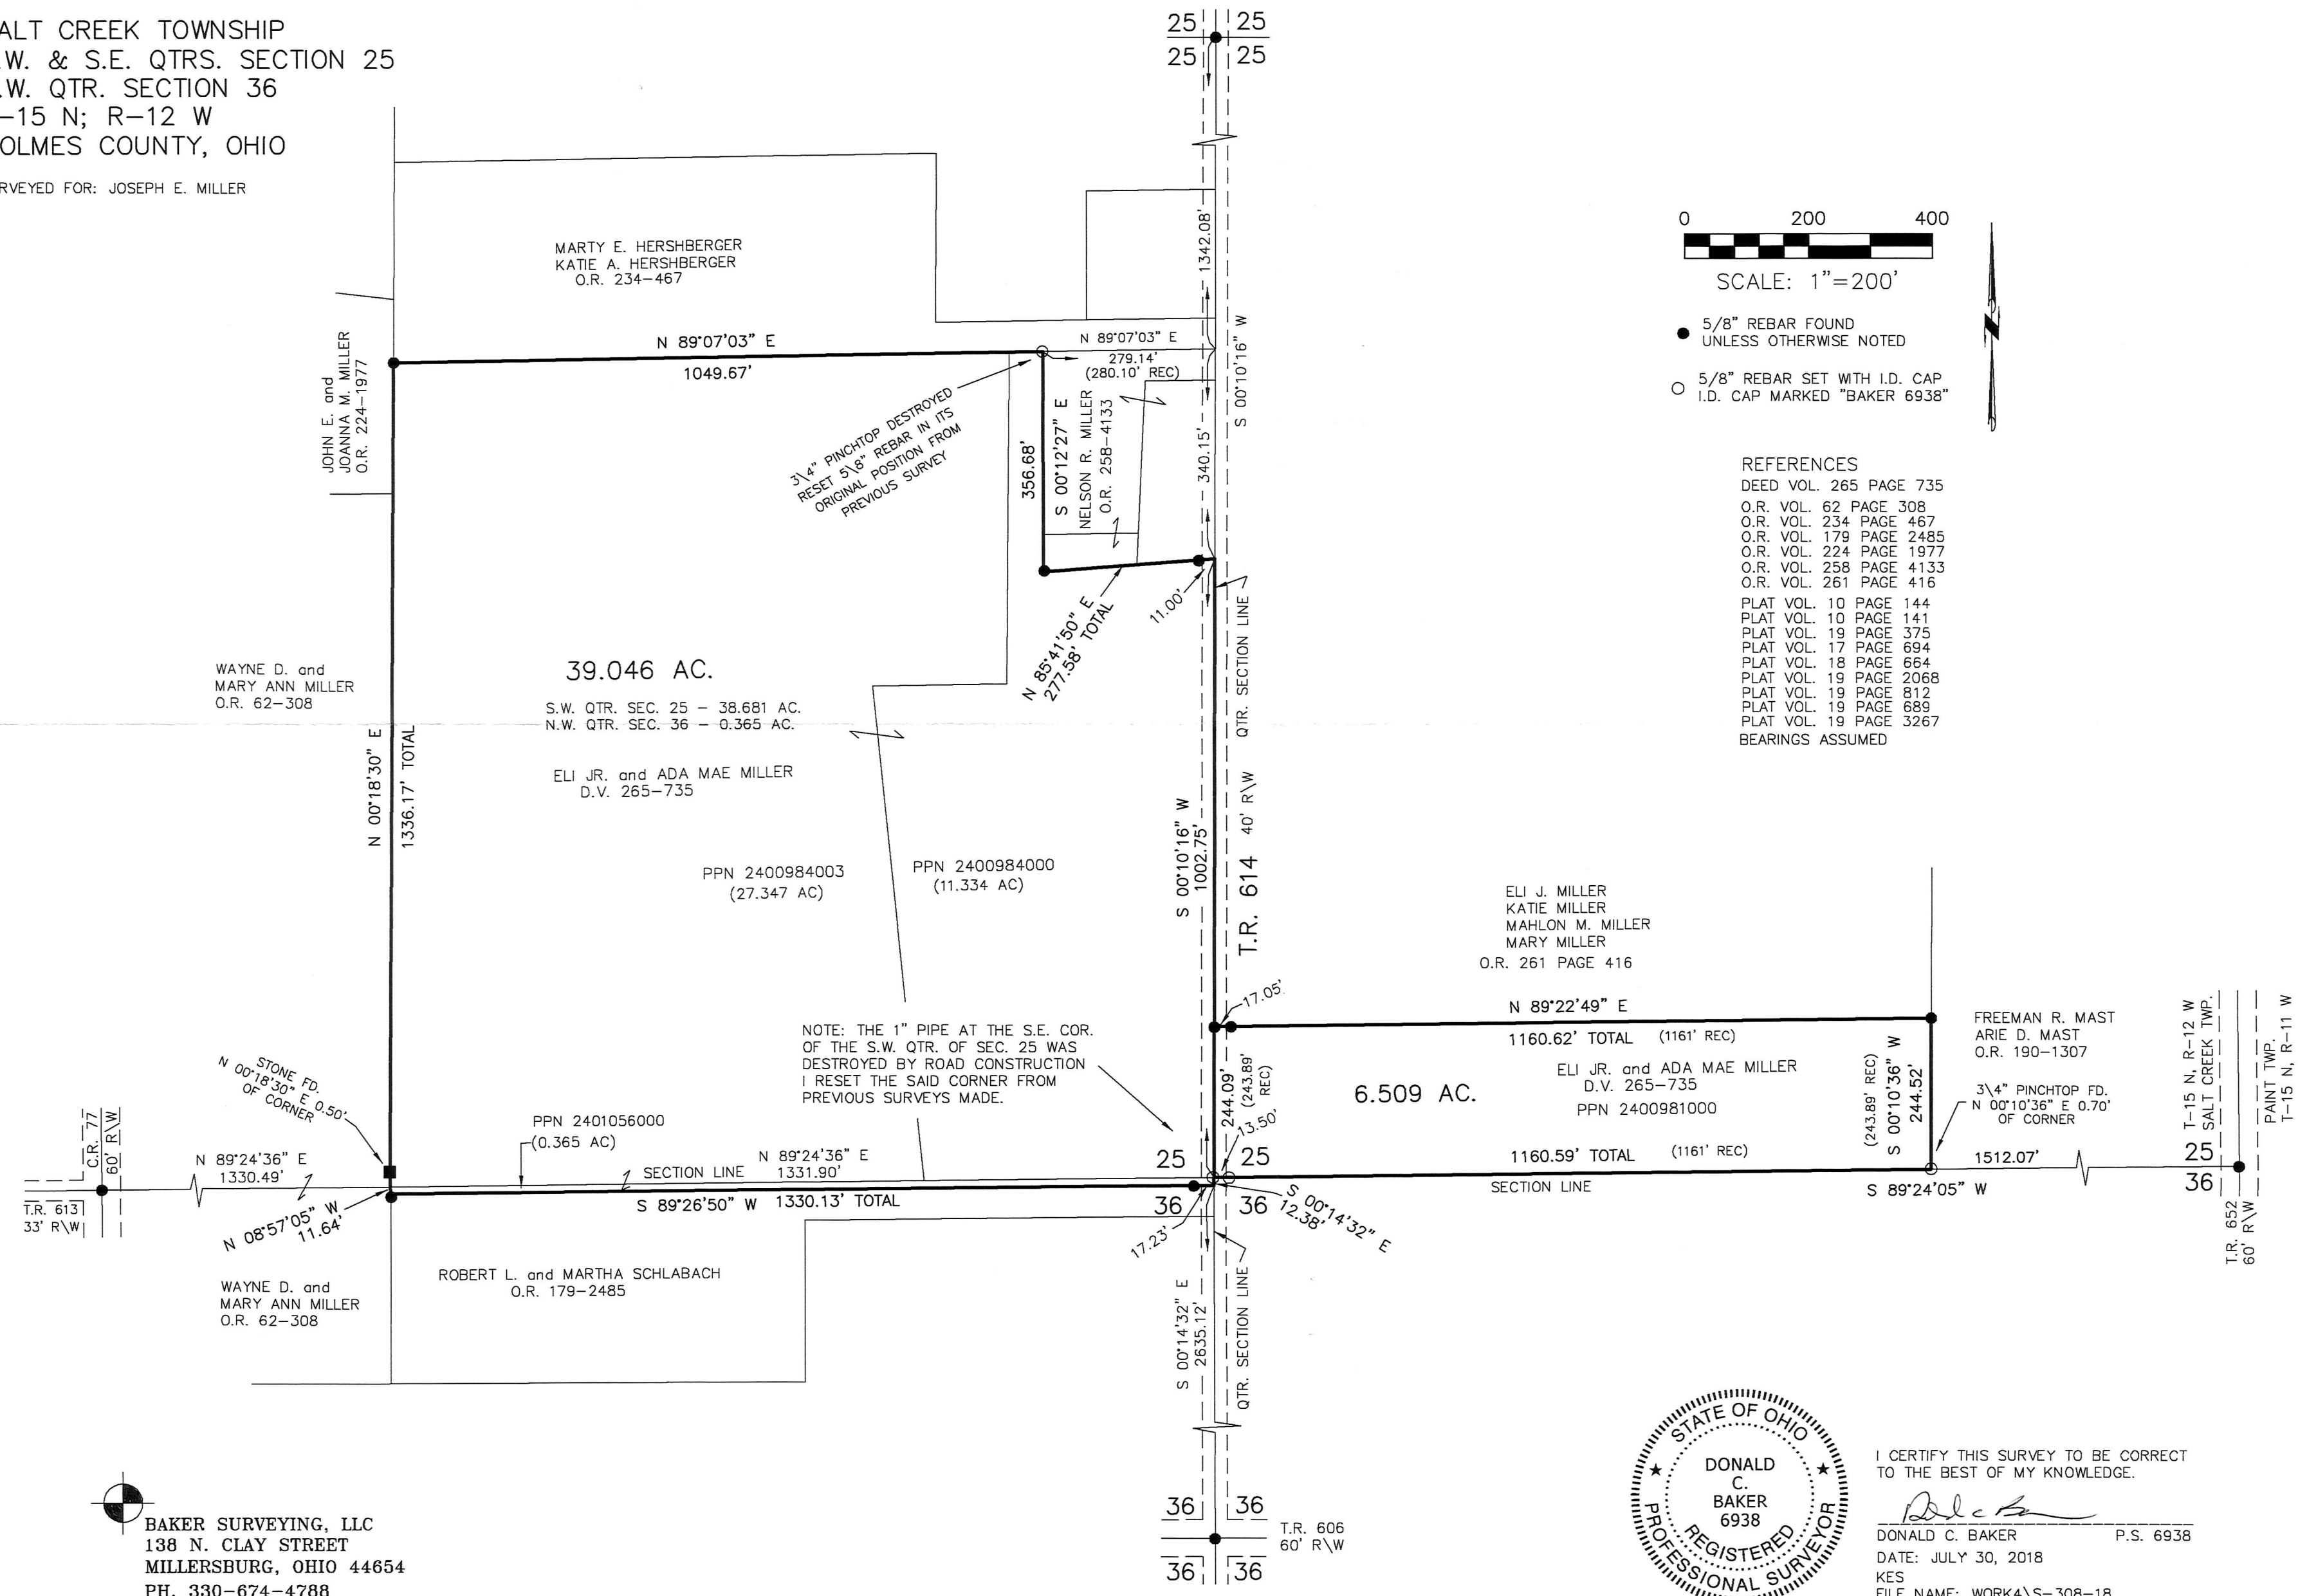 ALT CREEK TOWNSHIP
.W. & S.E. QTRS. SECTION 25
.W. QTR. SECTION 36
–15 N; R–12 W
OLMES COUNTY, OHIO
RVEYED FOR: JOSEPH E. MILLER
25 25
25 25
MARTY E. HERSHBERGER
KATIE A. HERSHBERGER
O.R. 234–467
1342.08'
S 00°10'16" W
0 200 400
SCALE: 1"=200'
5/8" REBAR FOUND
UNLESS OTHERWISE NOTED
5/8" REBAR SET WITH I.D. CAP
I.D. CAP MARKED "BAKER 6938"
JOHN E. and
JOANNA M. MILLER
O.R. 224–1977
N 89°07'03" E
1049.67'
N 89°07'03" E
279.14'
(280.10' REC)
3\4" PINCHTOP DESTROYED
RESET 5\8" REBAR IN ITS
ORIGINAL POSITION FROM
PREVIOUS SURVEY
356.68'
S 00°12'27" E
NELSON R. MILLER
O.R. 258–4133
340.15'
11.00'
N 85°41'50" E
277.58' TOTAL
REFERENCES
DEED VOL. 265 PAGE 735
O.R. VOL. 62 PAGE 308
O.R. VOL. 234 PAGE 467
O.R. VOL. 179 PAGE 2485
O.R. VOL. 224 PAGE 1977
O.R. VOL. 258 PAGE 4133
O.R. VOL. 261 PAGE 416
PLAT VOL. 10 PAGE 144
PLAT VOL. 10 PAGE 141
PLAT VOL. 19 PAGE 375
PLAT VOL. 17 PAGE 694
PLAT VOL. 18 PAGE 664
PLAT VOL. 19 PAGE 2068
PLAT VOL. 19 PAGE 812
PLAT VOL. 19 PAGE 689
PLAT VOL. 19 PAGE 3267
BEARINGS ASSUMED
WAYNE D. and
MARY ANN MILLER
O.R. 62–308
39.046 AC.
S.W. QTR. SEC. 25 – 38.681 AC.
N.W. QTR. SEC. 36 – 0.365 AC.
ELI JR. and ADA MAE MILLER
D.V. 265–735
N 00°18'30" E
1336.17' TOTAL
QTR. SECTION LINE
S 00°10'16" W
1002.75'
T.R. 614 40' R\W
PPN 2400984003
(27.347 AC)
PPN 2400984000
(11.334 AC)
ELI J. MILLER
KATIE MILLER
MAHLON M. MILLER
MARY MILLER
O.R. 261 PAGE 416
17.05'
N 89°22'49" E
1160.62' TOTAL (1161' REC)
ELI JR. and ADA MAE MILLER
D.V. 265–735
PPN 2400981000
6.509 AC.
244.09'
(243.89'
REC)
(243.89' REC)
S 00°10'36" W
244.52'
FREEMAN R. MAST
ARIE D. MAST
O.R. 190–1307
3\4" PINCHTOP FD.
N 00°10'36" E 0.70'
OF CORNER
T–15 N, R–12 W
SALT CREEK TWP.
PAINT TWP.
T–15 N, R–11 W
NOTE: THE 1" PIPE AT THE S.E. COR.
OF THE S.W. QTR. OF SEC. 25 WAS
DESTROYED BY ROAD CONSTRUCTION
I RESET THE SAID CORNER FROM
PREVIOUS SURVEYS MADE.
STONE FD.
N 00°18'30" E 0.50'
OF CORNER
C.R. 77
60' R\W
T.R. 613
33' R\W
N 89°24'36" E
1330.49'
PPN 2401056000
(0.365 AC)
SECTION LINE
N 89°24'36" E
1331.90'
25 25
36 36
13.50'
1160.59' TOTAL (1161' REC)
SECTION LINE
1512.07'
S 89°24'05" W
25
36
T.R. 652
60' R\W
N 08°57'05" W
11.64'
S 89°26'50" W 1330.13' TOTAL
17.23'
S 00°14'32" E
12.38'
WAYNE D. and
MARY ANN MILLER
O.R. 62–308
ROBERT L. and MARTHA SCHLABACH
O.R. 179–2485
S 00°14'32" E
2635.12'
QTR. SECTION LINE
36 36
36 36
T.R. 606
60' R\W
BAKER SURVEYING, LLC
138 N. CLAY STREET
MILLERSBURG, OHIO 44654
PH. 330–674–4788
STATE OF OHIO
DONALD
C.
BAKER
6938
REGISTERED
PROFESSIONAL SURVEYOR
I CERTIFY THIS SURVEY TO BE CORRECT
TO THE BEST OF MY KNOWLEDGE.
DONALD C. BAKER P.S. 6938
DATE: JULY 30, 2018
KES
FILE NAME: WORK4\S–308–18